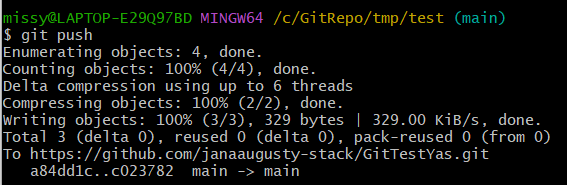 missy@LAPTOP-E29Q97BD MINGW64 /c/GitRepo/tmp/test (main)
$ git push
Enumerating objects: 4, done.
Counting objects: 100% (4/4), done.
Delta compression using up to 6 threads
Compressing objects: 100% (2/2), done.
Writing objects: 100% (3/3), 329 bytes | 329.00 KiB/s, done.
Total 3 (delta 0), reused 0 (delta 0), pack-reused 0 (from 0)
To https://github.com/janaaugusty-stack/GitTestYas.git
   a84dd1c..c023782  main -> main